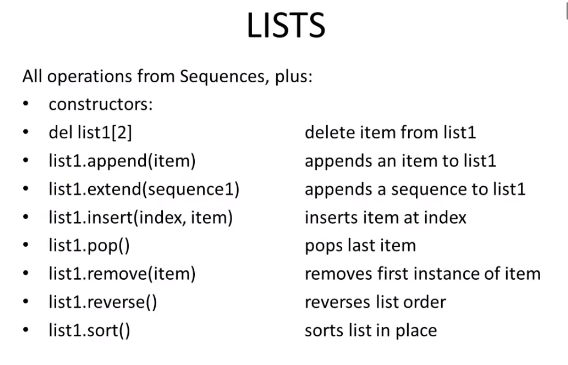 LISTS
All operations from Sequences, plus:
• constructors:
• del list1[2] delete item from list1
• list1.append(item) appends an item to list1
• list1.extend(sequence1) appends a sequence to list1
• list1.insert(index, item) inserts item at index
• list1.pop() pops last item
• list1.remove(item) removes first instance of item
• list1.reverse() reverses list order
• list1.sort() sorts list in place